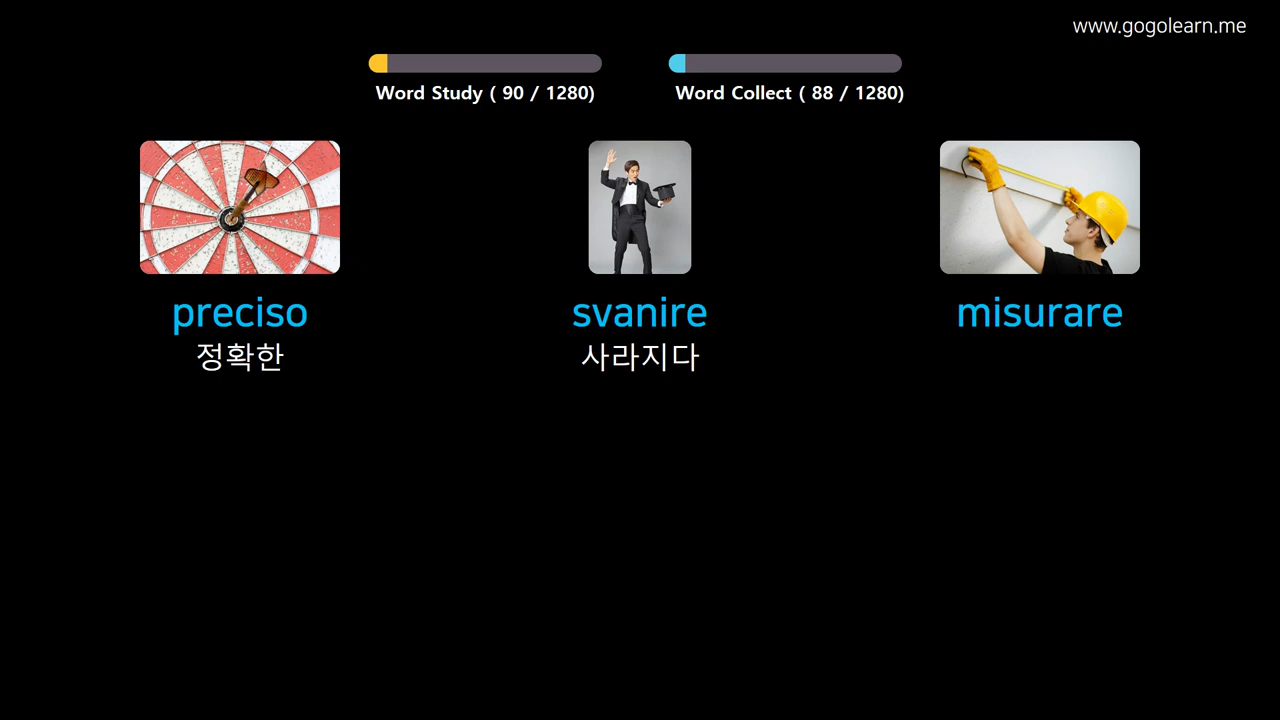 www.gogolearn.me
Word Study ( 90 / 1280)
Word Collect ( 88 / 1280)
preciso
정확한
svanire
사라지다
misurare